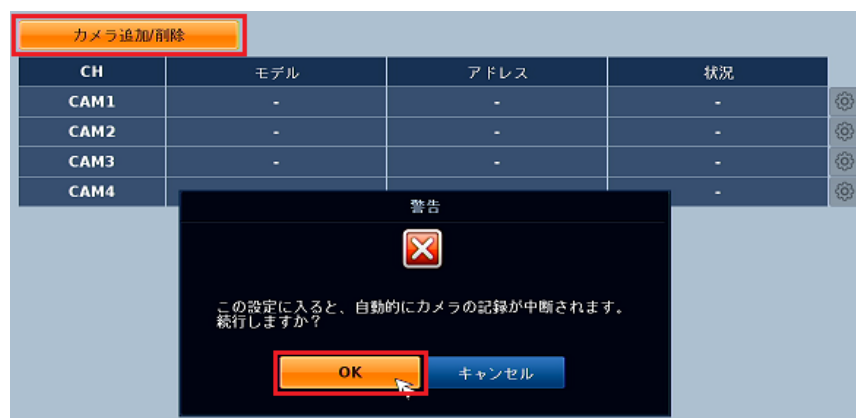 カメラ追加/削除
CH モデル アドレス 状況
CAM1 - - -
CAM2 - - -
CAM3 - - -
CAM4 - -
警告
この設定に入ると、自動的にカメラの記録が中断されます。
続行しますか？
OK キャンセル